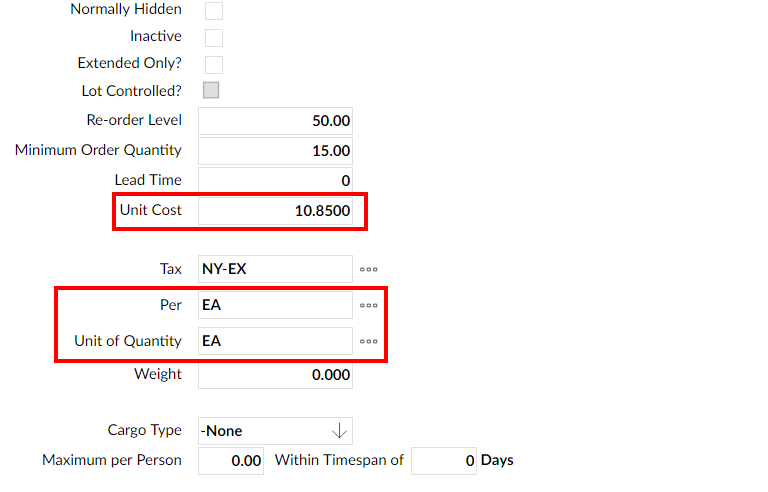 Normally Hidden
Inactive
Extended Only?
Lot Controlled?
Re-order Level 50.00
Minimum Order Quantity 15.00
Lead Time 0
Unit Cost 10.8500
Tax NY-EX
Per EA
Unit of Quantity EA
Weight 0.000
Cargo Type -None
Maximum per Person 0.00 Within Timespan of 0 Days